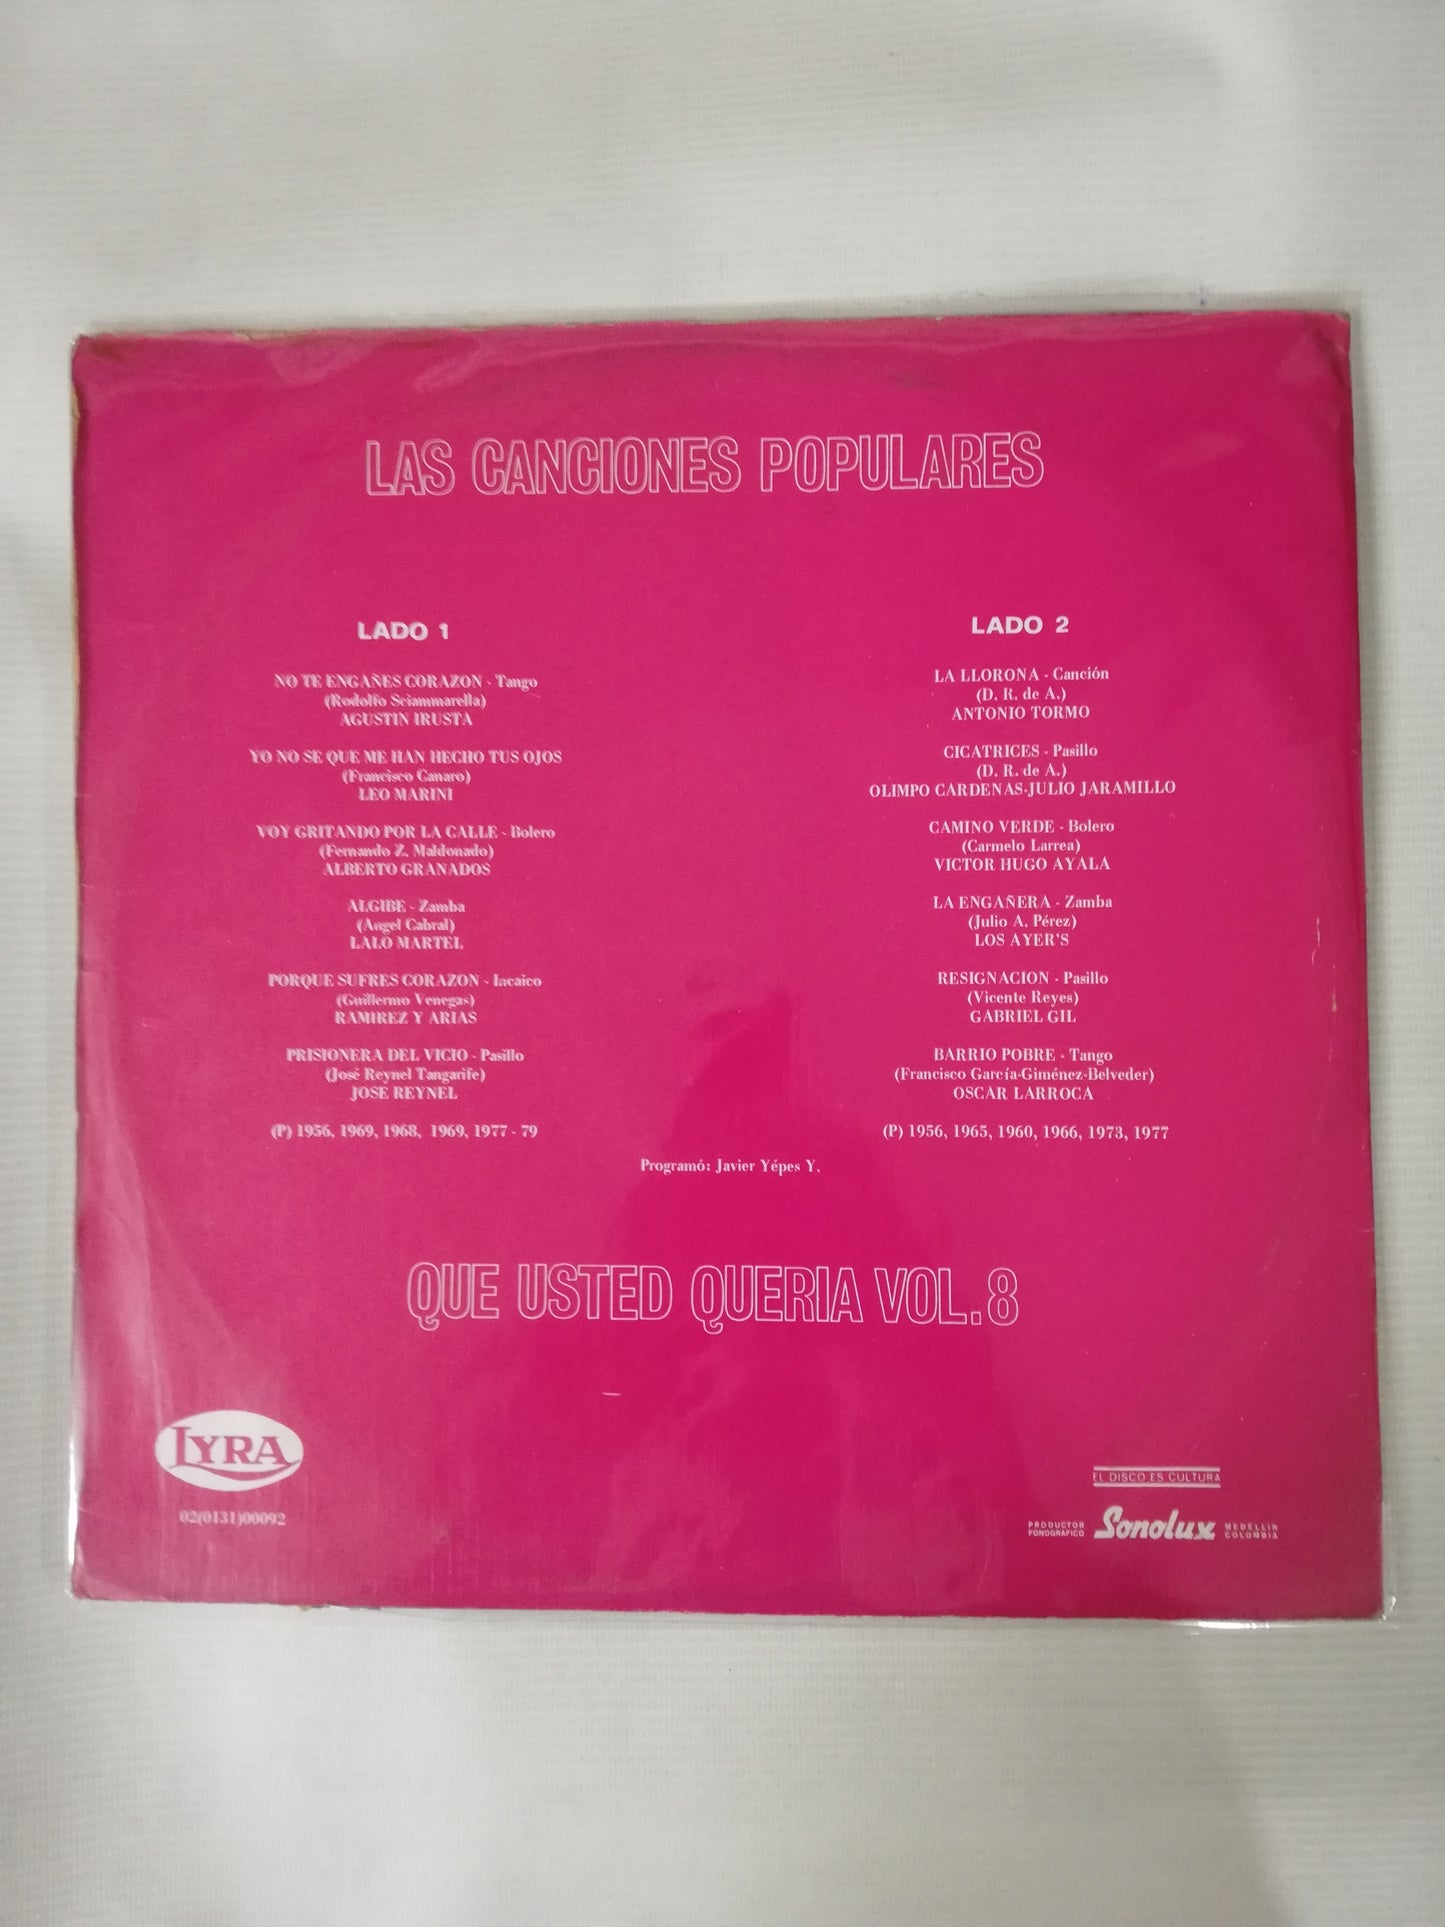 LAS CANCIONES POPULARES
LADO 1
NO TE ENGAÑES CORAZON - Tango
(Rodolfo Sciammarella)
AGUSTIN IRUSTA
YO NO SE QUE ME HAN HECHO TUS OJOS
(Francisco Canaro)
LEO MARINI
VOY GRITANDO POR LA CALLE - Bolero
(Fernando Z. Maldonado)
ALBERTO GRANADOS
ALGIBE - Zamba
(Angel Cabral)
LALO MARTEL
PORQUE SUFRES CORAZON - Incaico
(Guillermo Venegas)
RAMIREZ Y ARIAS
PRISIONERA DEL VICIO - Pasillo
(José Reynel Tangarife)
JOSE REYNEL
(P) 1956, 1969, 1968, 1969, 1977 - 79
LADO 2
LA LLORONA - Canción
(D. R. de A.)
ANTONIO TORMO
CICATRICES - Pasillo
(D. R. de A.)
OLIMPO CARDENAS-JULIO JARAMILLO
CAMINO VERDE - Bolero
(Carmelo Larrea)
VICTOR HUGO AYALA
LA ENGAÑERA - Zamba
(Julio A. Pérez)
LOS AYER'S
RESIGNACION - Pasillo
(Vicente Reyes)
GABRIEL GIL
BARRIO POBRE - Tango
(Francisco García-Giménez-Belveder)
OSCAR LARROCA
(P) 1956, 1965, 1960, 1966, 1973, 1977
Programó: Javier Yépes Y.
QUE USTED QUERIA VOL.8
LYRA
02(0131)00092
EL DISCO ES CULTURA
PRODUCTOR
FONOGRAFICO
Sonolux
MEDELLIN
COLOMBIA